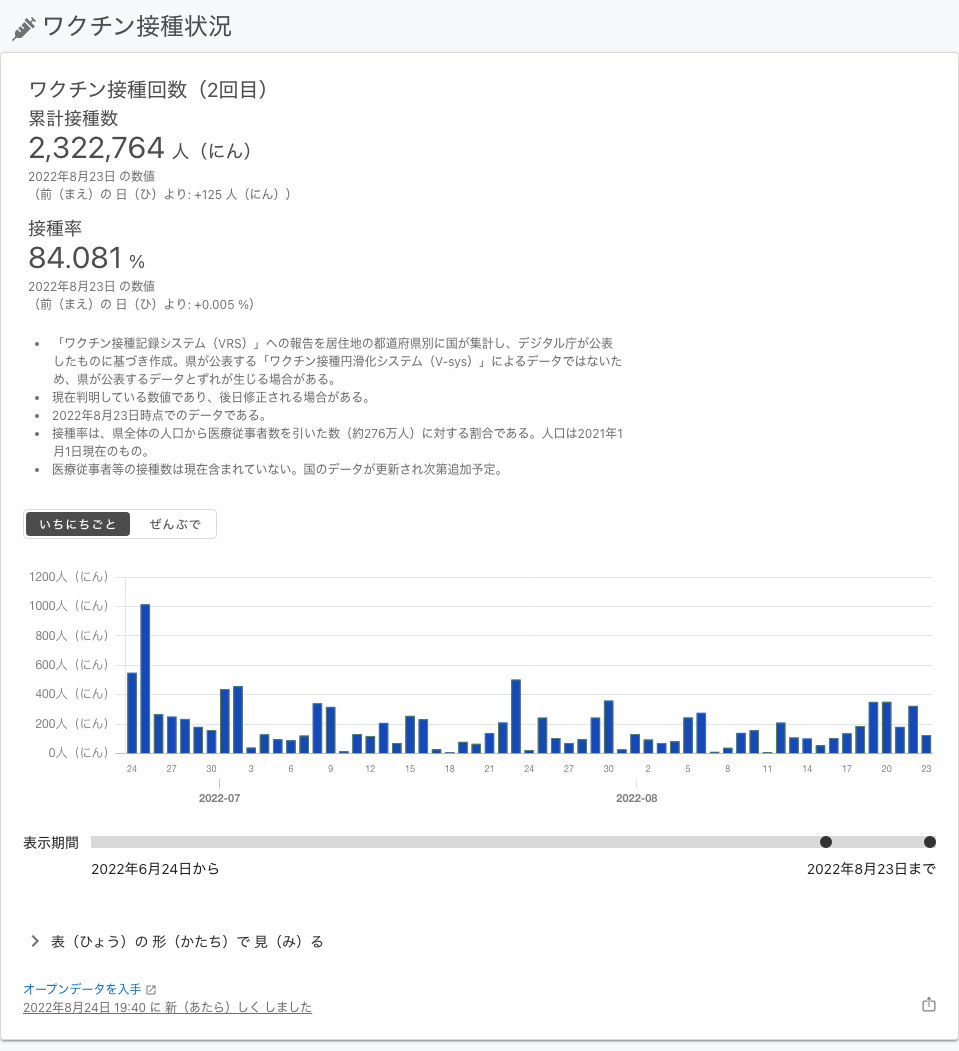 ワクチン接種状況
ワクチン接種回数（2回目）
累計接種数
2,322,764 人（にん）
2022年8月23日 の数値
（前（まえ）の 日（ひ）より: +125 人（にん））
接種率
84.081 %
2022年8月23日 の数値
（前（まえ）の 日（ひ）より: +0.005 %）
• 「ワクチン接種記録システム（VRS）」への報告を居住地の都道府県別に国が集計し、デジタル庁が公表
したものに基づき作成。県が公表する「ワクチン接種円滑化システム（V-sys）」によるデータではないた
め、県が公表するデータとずれが生じる場合がある。
• 現在判明している数値であり、後日修正される場合がある。
• 2022年8月23日時点でのデータである。
• 接種率は、県全体の人口から医療従事者数を引いた数（約276万人）に対する割合である。人口は2021年1
月1日現在のもの。
• 医療従事者等の接種数は現在含まれていない。国のデータが更新され次第追加予定。
いちにちごと ぜんぶで
1200人（にん）
1000人（にん）
800人（にん）
600人（にん）
400人（にん）
200人（にん）
0人（にん）
24 27 30 3 6 9 12 15 18 21 24 27 30 2 5 8 11 14 17 20 23
2022-07 2022-08
表示期間
2022年6月24日から 2022年8月23日まで
表（ひょう）の 形（かたち）で 見（み）る
オープンデータを入手
2022年8月24日 19:40 に 新（あたら）しく しました